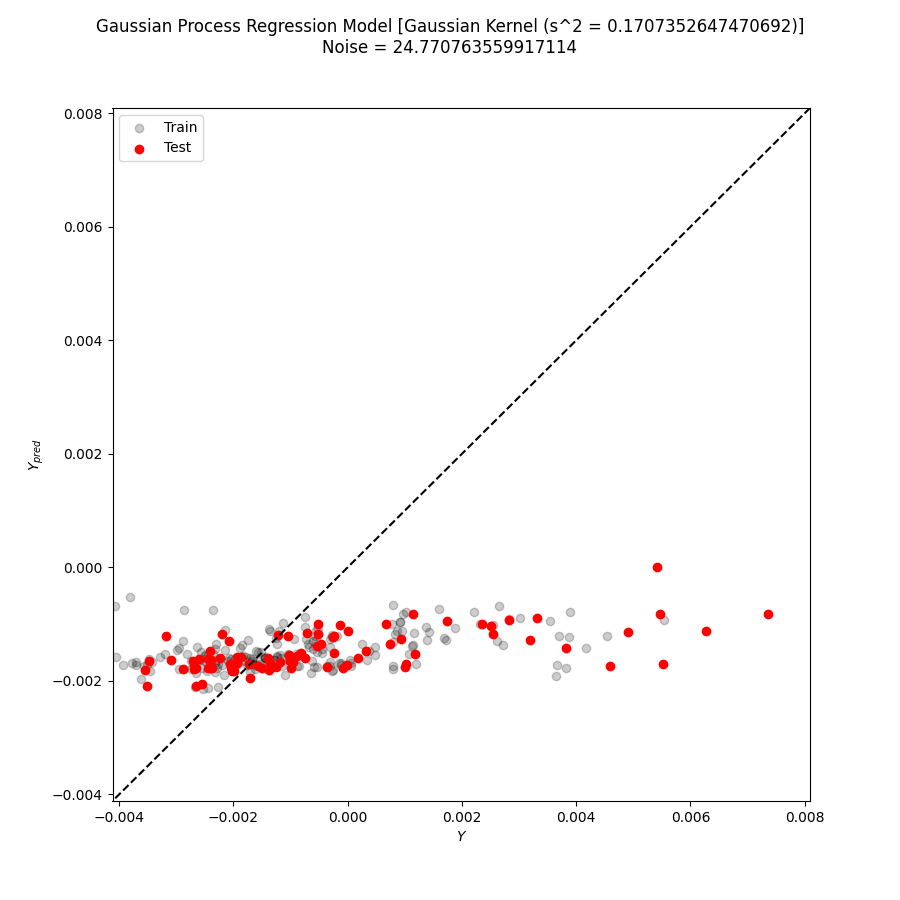 Gaussian Process Regression Model [Gaussian Kernel (s^2 = 0.1707352647470692)]
Noise = 24.770763559917114
Train
Test
0.008
0.006
0.004
0.002
0.000
−0.002
−0.004
Y_{pred}
−0.004
−0.002
0.000
0.002
0.004
0.006
0.008
Y